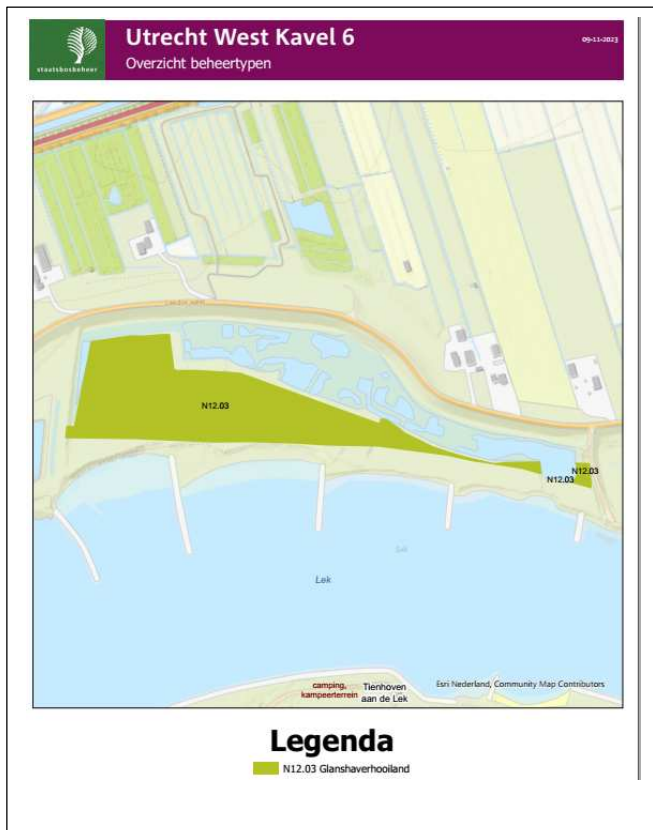 staatsbosbeheer
Utrecht West Kavel 6
Overzicht beheertypen
09-11-2023
N12.03
N12.03
N12.03
Lek
Lek
camping,
kampeerterrein
Tienhoven
aan de Lek
Esri Nederland, Community Map Contributors
Legenda
N12.03 Glanshaverhooiland